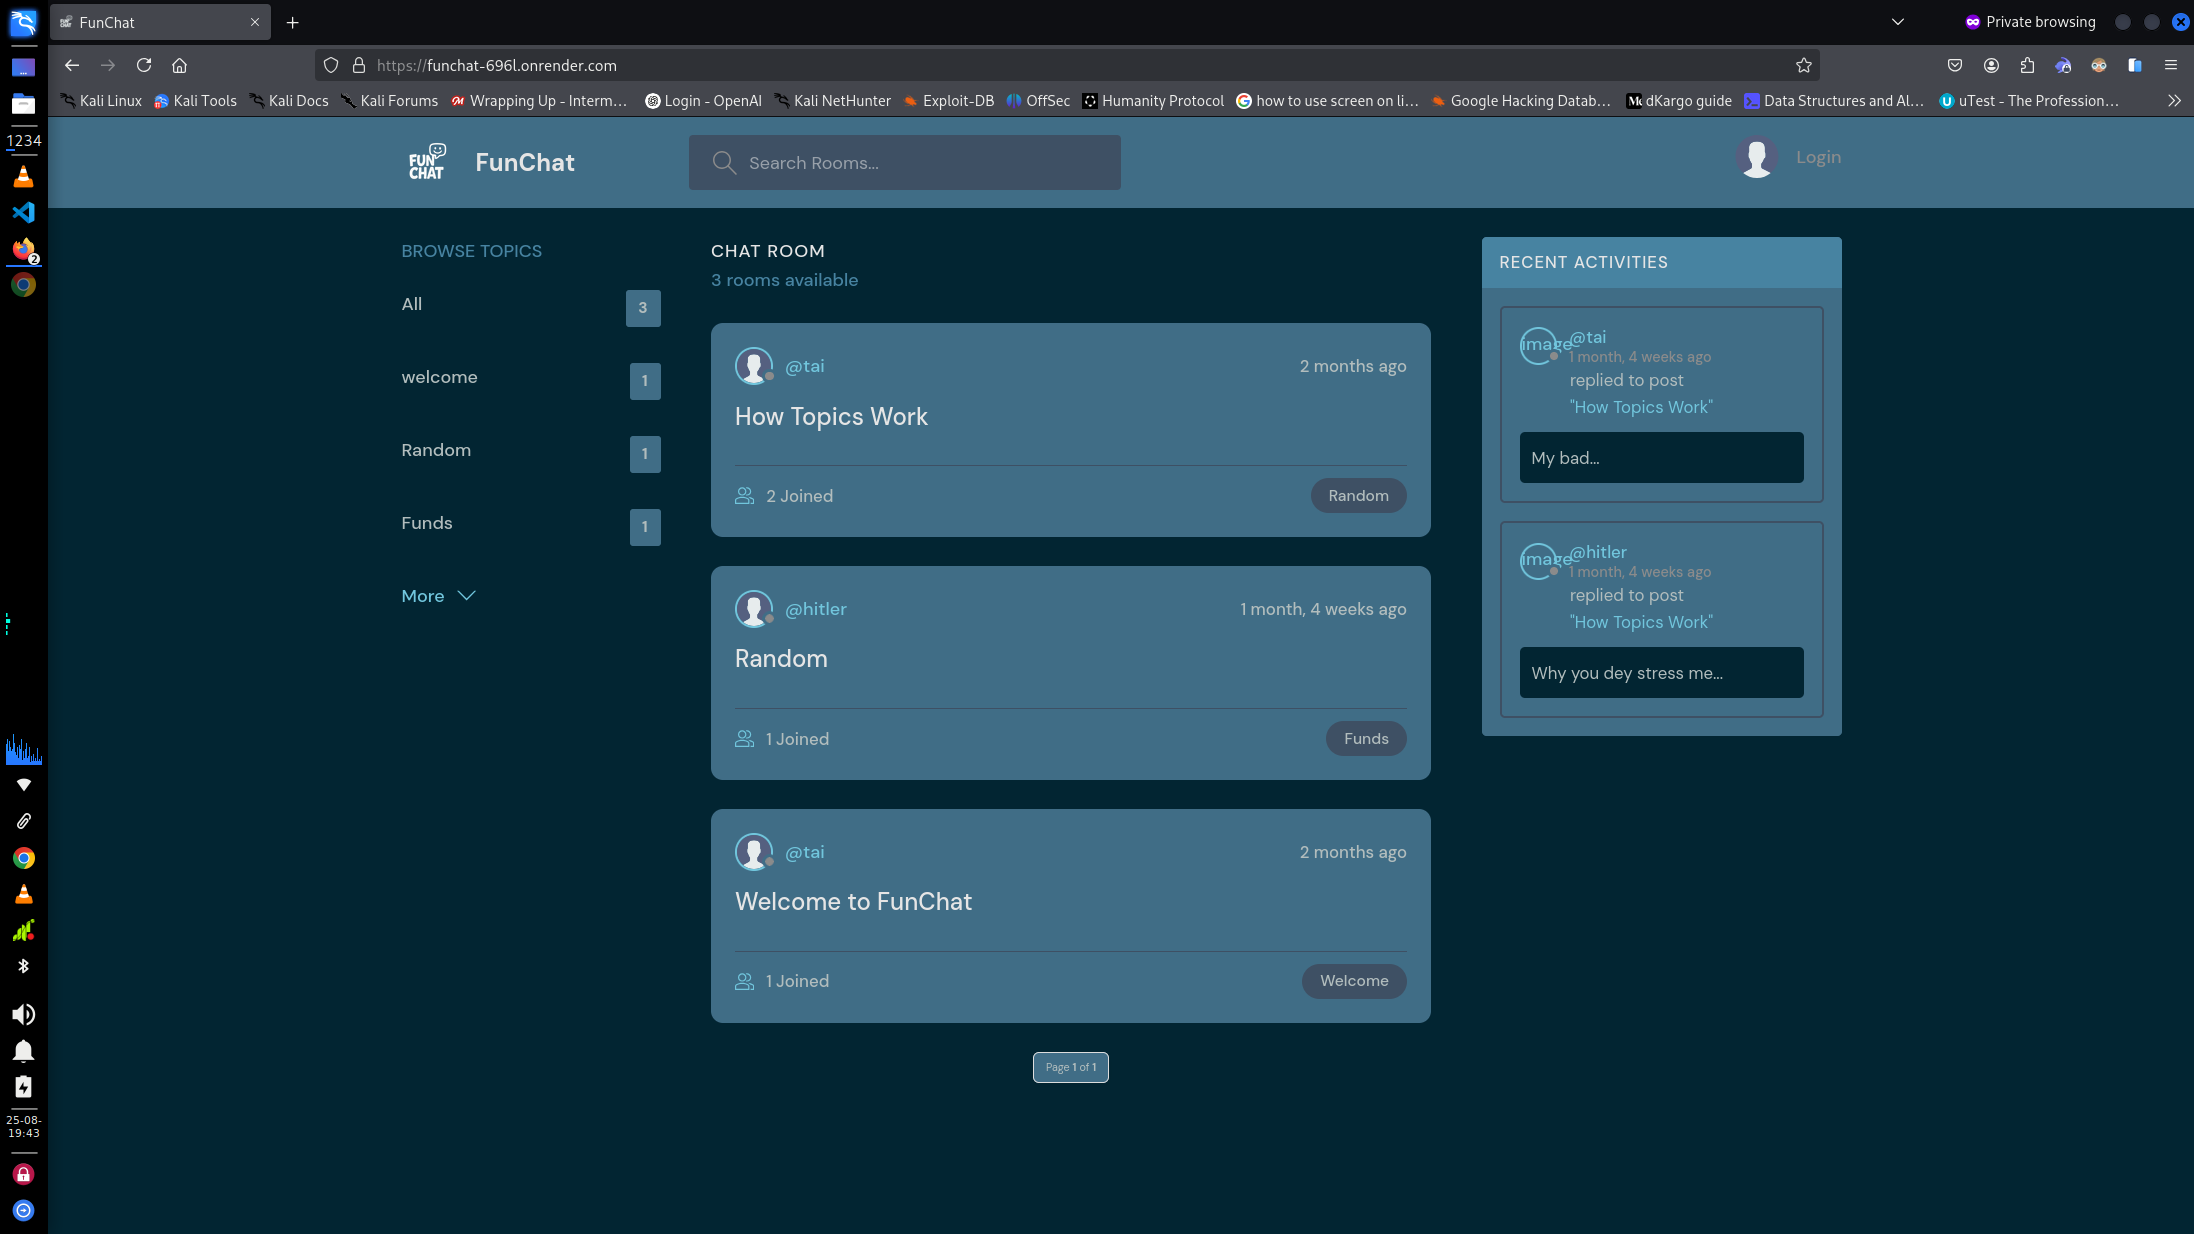 FunChat
Private browsing
https://funchat-696l.onrender.com
Kali Linux
Kali Tools
Kali Docs
Kali Forums
Wrapping Up - Interm...
Login - OpenAI
Kali NetHunter
Exploit-DB
OffSec
Humanity Protocol
how to use screen on li...
Google Hacking Datab...
dKargo guide
Data Structures and Al...
uTest - The Profession...
1234
2
25-08-
19:43
FUN CHAT
FunChat
Search Rooms...
Login
BROWSE TOPICS
All 3
welcome 1
Random 1
Funds 1
More
CHAT ROOM
3 rooms available
@tai 2 months ago
How Topics Work
2 Joined Random
@hitler 1 month, 4 weeks ago
Random
1 Joined Funds
@tai 2 months ago
Welcome to FunChat
1 Joined Welcome
Page 1 of 1
RECENT ACTIVITIES
image @tai
1 month, 4 weeks ago
replied to post
"How Topics Work"
My bad...
image @hitler
1 month, 4 weeks ago
replied to post
"How Topics Work"
Why you dey stress me...